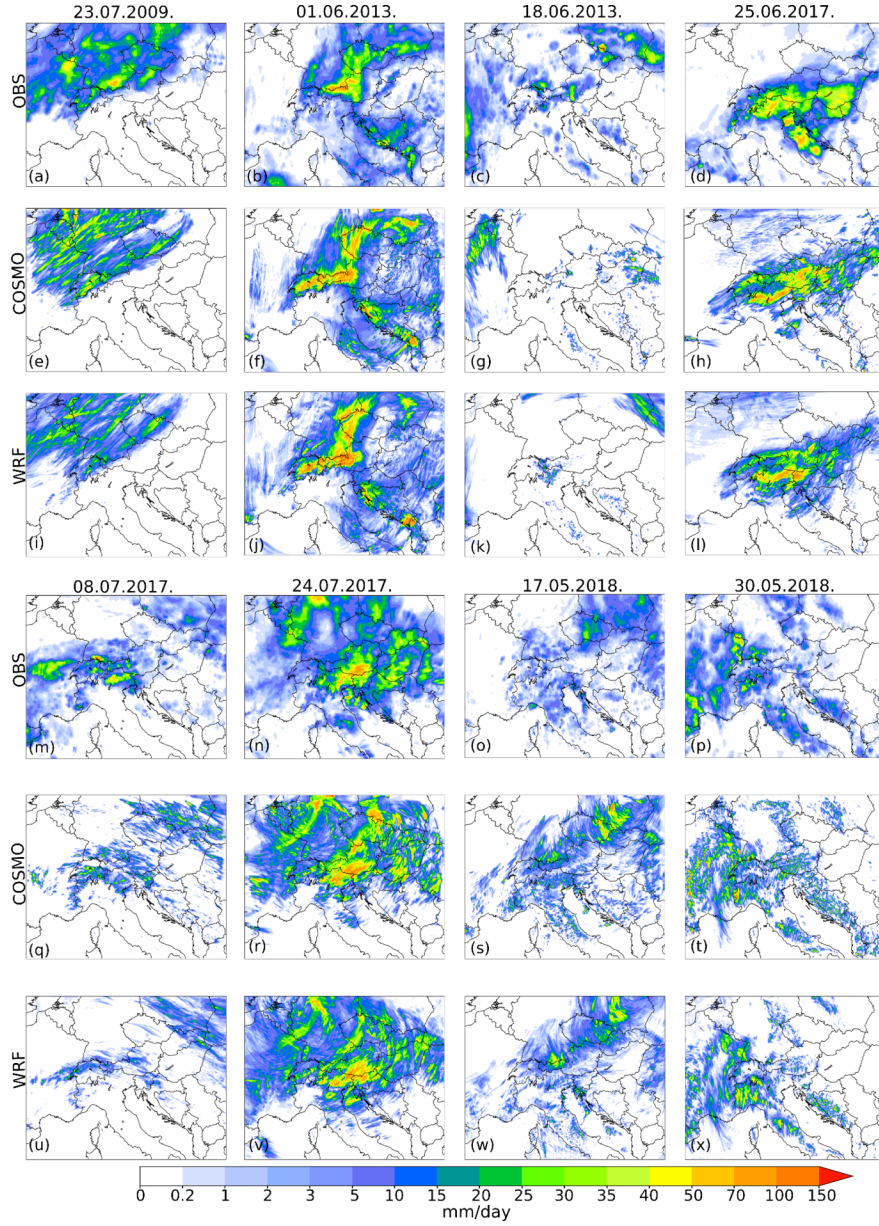 23.07.2009. 01.06.2013. 18.06.2013. 25.06.2017.
OBS
(a) (b) (c) (d)
COSMO
(e) (f) (g) (h)
WRF
(i) (j) (k) (l)
08.07.2017. 24.07.2017. 17.05.2018. 30.05.2018.
OBS
(m) (n) (o) (p)
COSMO
(q) (r) (s) (t)
WRF
(u) (v) (w) (x)
0 0.2 1 2 3 5 10 15 20 25 30 35 40 50 70 100 150
mm/day